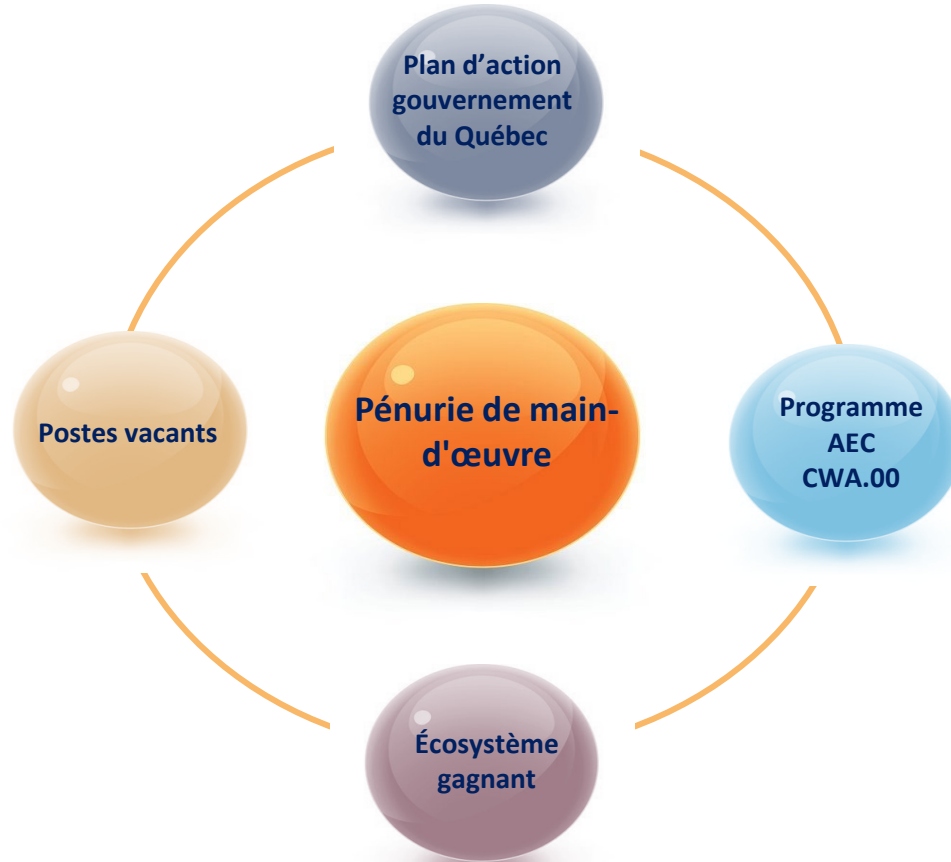 Plan d’action
gouvernement
du Québec
Pénurie de main-
d'œuvre
Postes vacants
Programme
AEC
CWA.00
Écosystème
gagnant